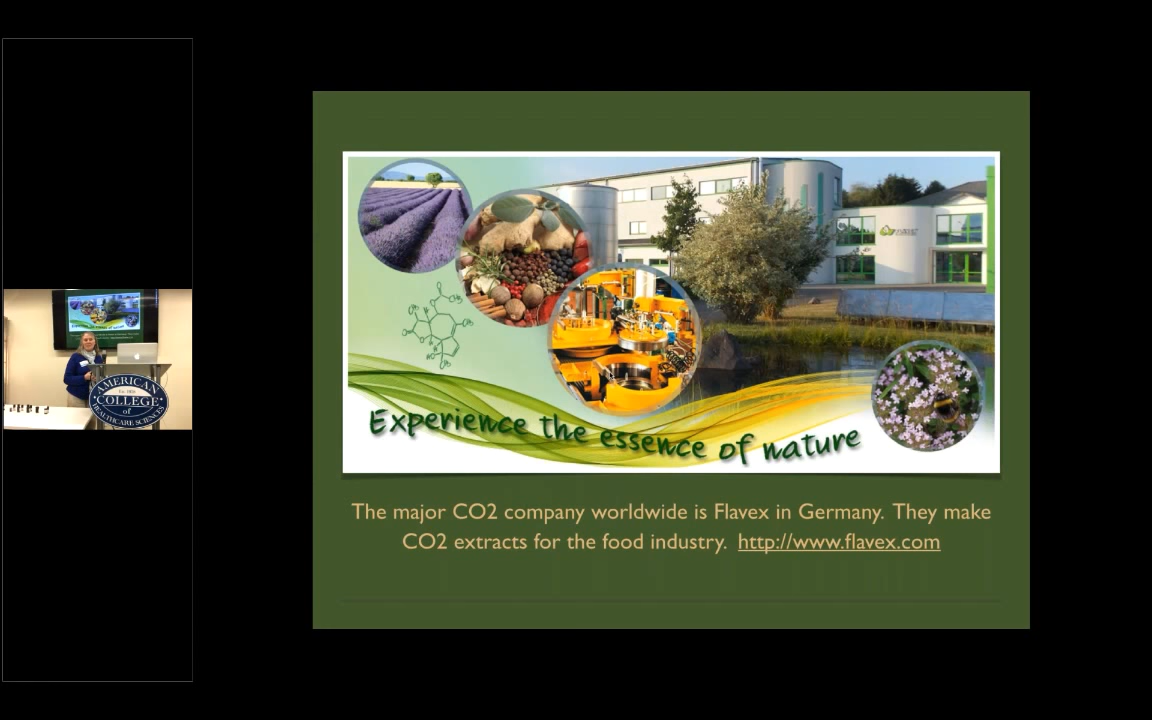 AMERICAN
COLLEGE
of
HEALTHCARE SCIENCES
Experience the essence of nature
The major CO2 company worldwide is Flavex in Germany. They make
CO2 extracts for the food industry. http://www.flavex.com